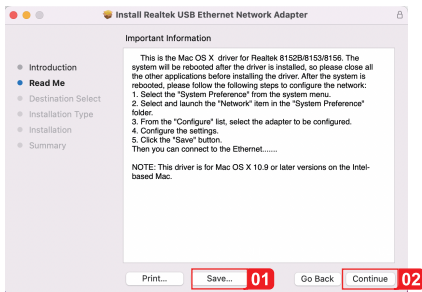 Install Realtek USB Ethernet Network Adapter
Important Information
Introduction
Read Me
Destination Select
Installation Type
Installation
Summary
This is the Mac OS X driver for Realtek 8152B/8153/8156. The
system will be rebooted after the driver is installed, so please close all
the other applications before installing the driver. After the system is
rebooted, please follow the following steps to configure the network:
1. Select the "System Preference" from the system menu.
2. Select and launch the "Network" item in the "System Preference"
folder.
3. From the "Configure" list, select the adapter to be configured.
4. Configure the settings.
5. Click the "Save" button.
Then you can connect to the Ethernet.......
NOTE: This driver is for Mac OS X 10.9 or later versions on the Intel-
based Mac.
Print... Save... 01 Go Back Continue 02